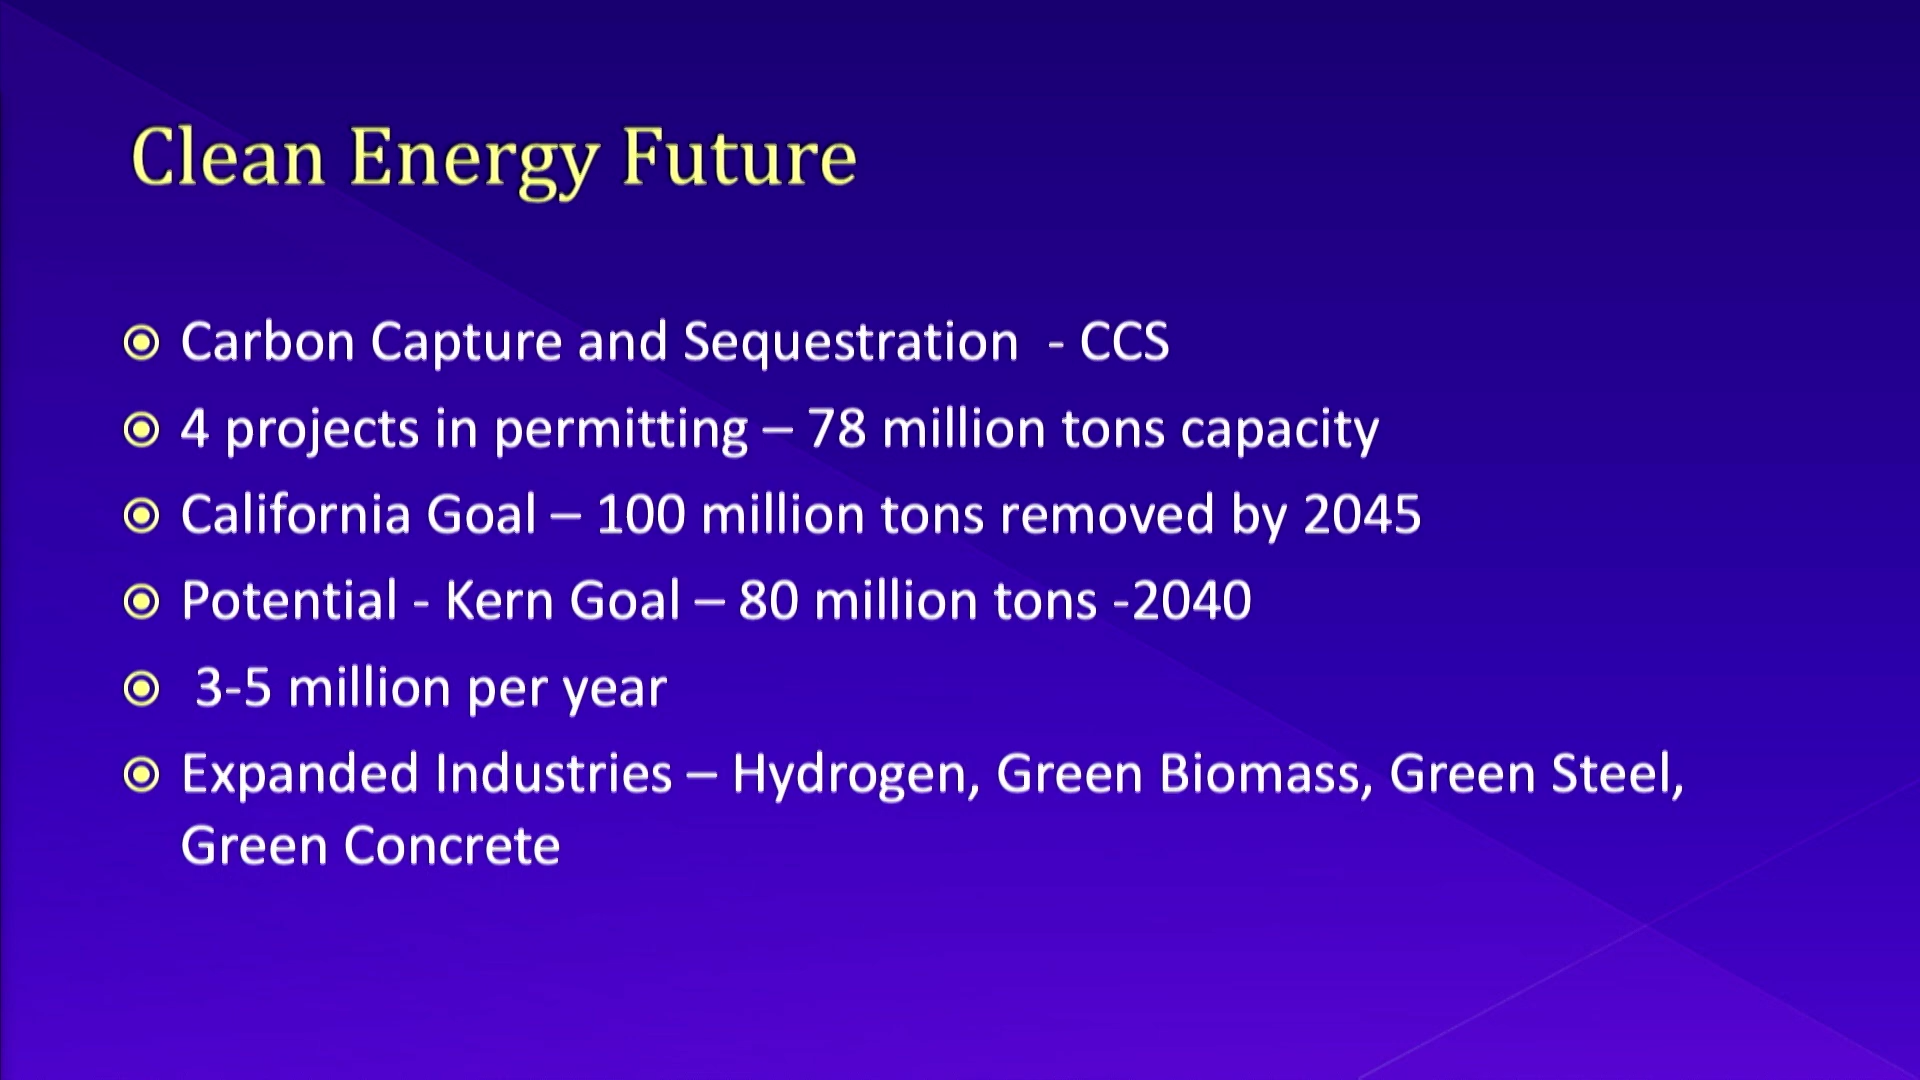 Clean Energy Future
Carbon Capture and Sequestration  - CCS
4 projects in permitting – 78 million tons capacity
California Goal – 100 million tons removed by 2045
Potential - Kern Goal – 80 million tons -2040
3-5 million per year
Expanded Industries – Hydrogen, Green Biomass, Green Steel,
Green Concrete